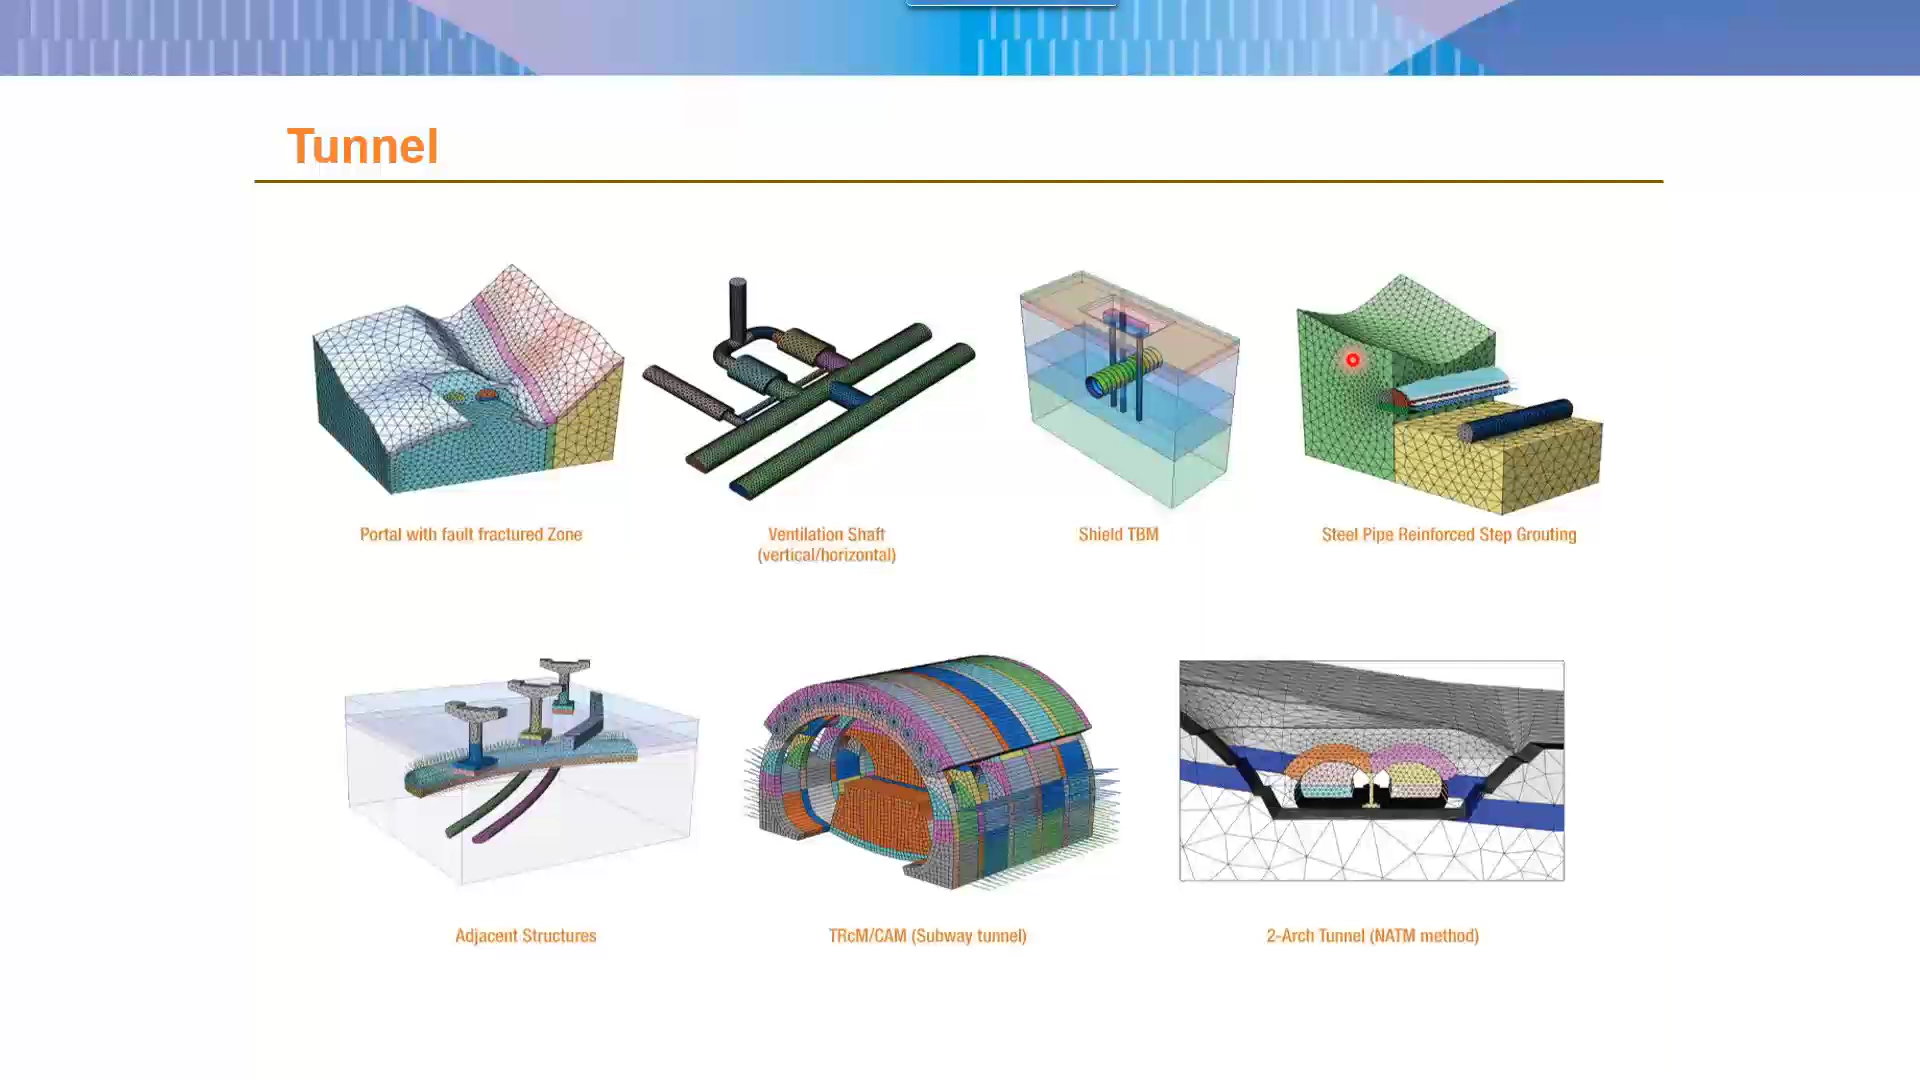 Tunnel
Portal with fault fractured Zone
Ventilation Shaft
(vertical/horizontal)
Shield TBM
Steel Pipe Reinforced Step Grouting
Adjacent Structures
TRcM/CAM (Subway tunnel)
2-Arch Tunnel (NATM method)